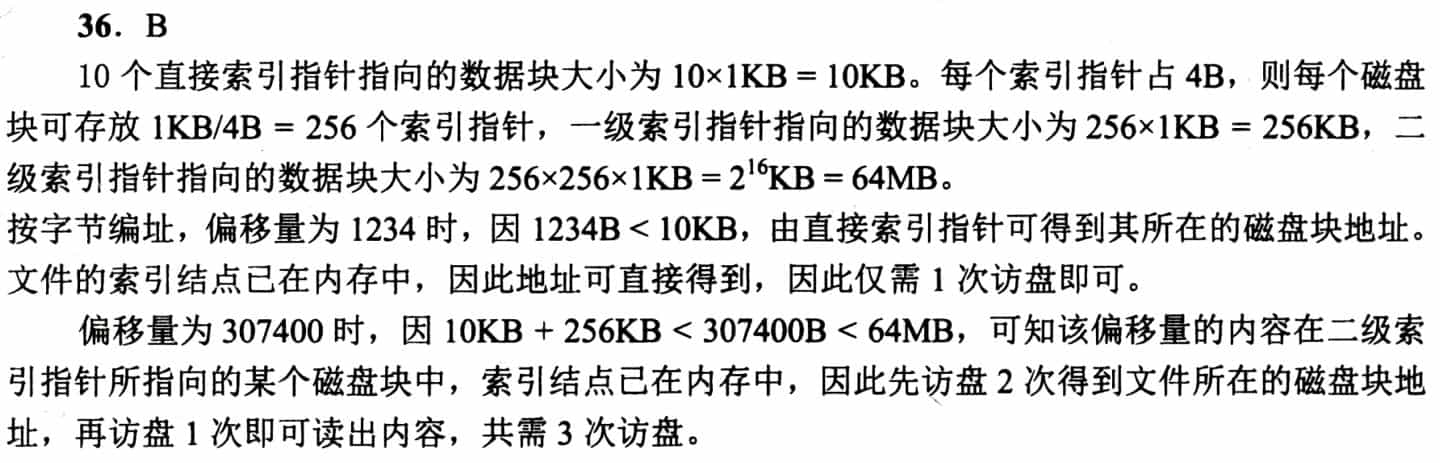 36. B
10 个直接索引指针指向的数据块大小为 10×1KB = 10KB。每个索引指针占 4B，则每个磁盘
块可存放 1KB/4B = 256 个索引指针，一级索引指针指向的数据块大小为 256×1KB = 256KB，二
级索引指针指向的数据块大小为 256×256×1KB = 2¹⁶KB = 64MB。
按字节编址，偏移量为 1234 时，因 1234B < 10KB，由直接索引指针可得到其所在的磁盘块地址。
文件的索引结点已在内存中，因此地址可直接得到，因此仅需 1 次访盘即可。
偏移量为 307400 时，因 10KB + 256KB < 307400B < 64MB，可知该偏移量的内容在二级索
引指针所指向的某个磁盘块中，索引结点已在内存中，因此先访盘 2 次得到文件所在的磁盘块地
址，再访盘 1 次即可读出内容，共需 3 次访盘。